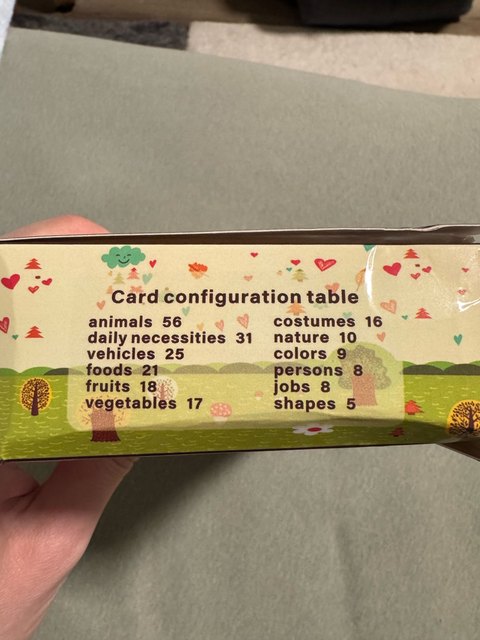 Card configuration table
animals 56
daily necessities 31
vehicles 25
foods 21
fruits 18
vegetables 17
costumes 16
nature 10
colors 9
persons 8
jobs 8
shapes 5